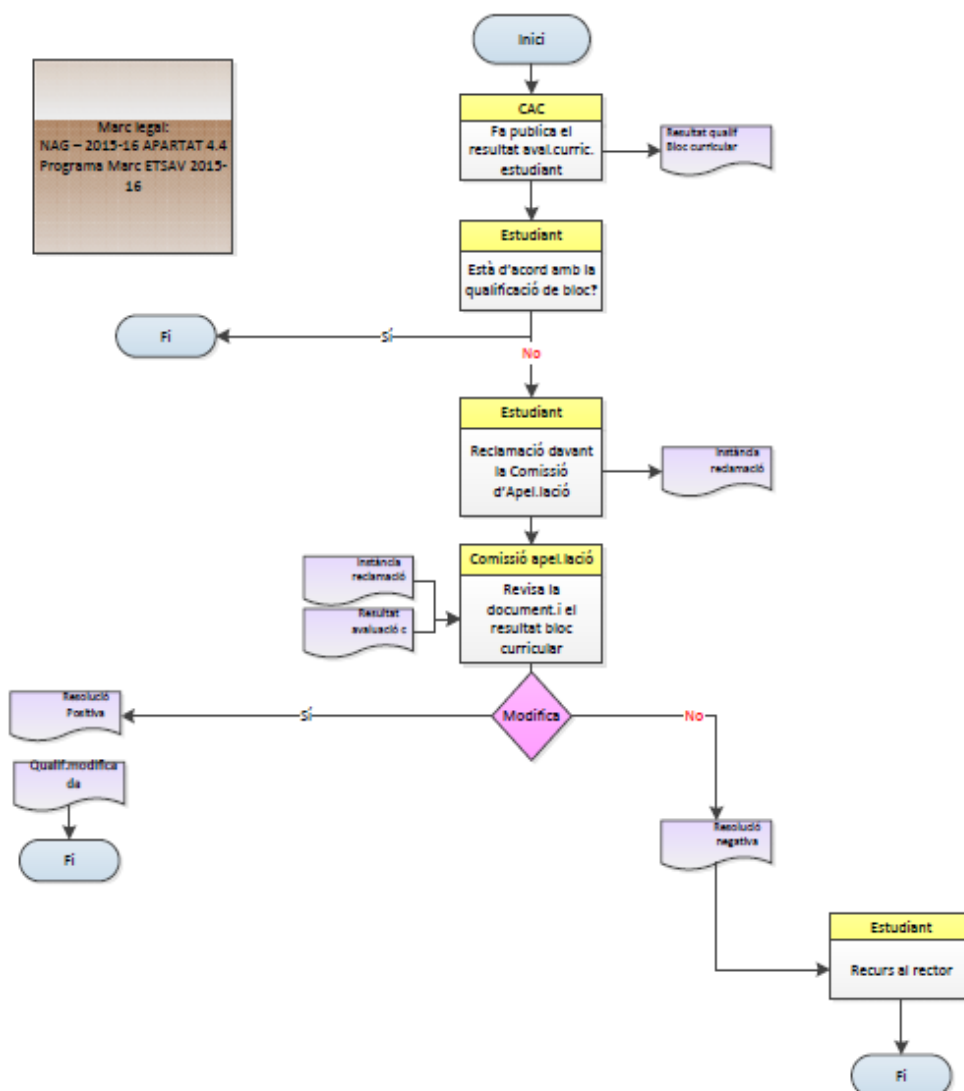 Inici
Marc legal:
NAG – 2015-16 APARTAT 4.4
Programa Marc ETSAV 2015-
16
CAC
Fa publica el
resultat aval.curric.
estudiant
Resultat qualif
Bloc curricular
Estudiant
Està d'acord amb la
qualificació de bloc?
Fi
Sí
No
Estudiant
Reclamació davant
la Comissió
d'Apel.lació
Instància
reclamació
Comissió apel.lació
Revisa la
document.i el
resultat bloc
curricular
Instància
reclamació
Resultat
avaluació c
Modifica
Sí
No
Resolució
Positiva
Qualif.modifica
da
Fi
Resolució
negativa
Estudiant
Recurs al rector
Fi